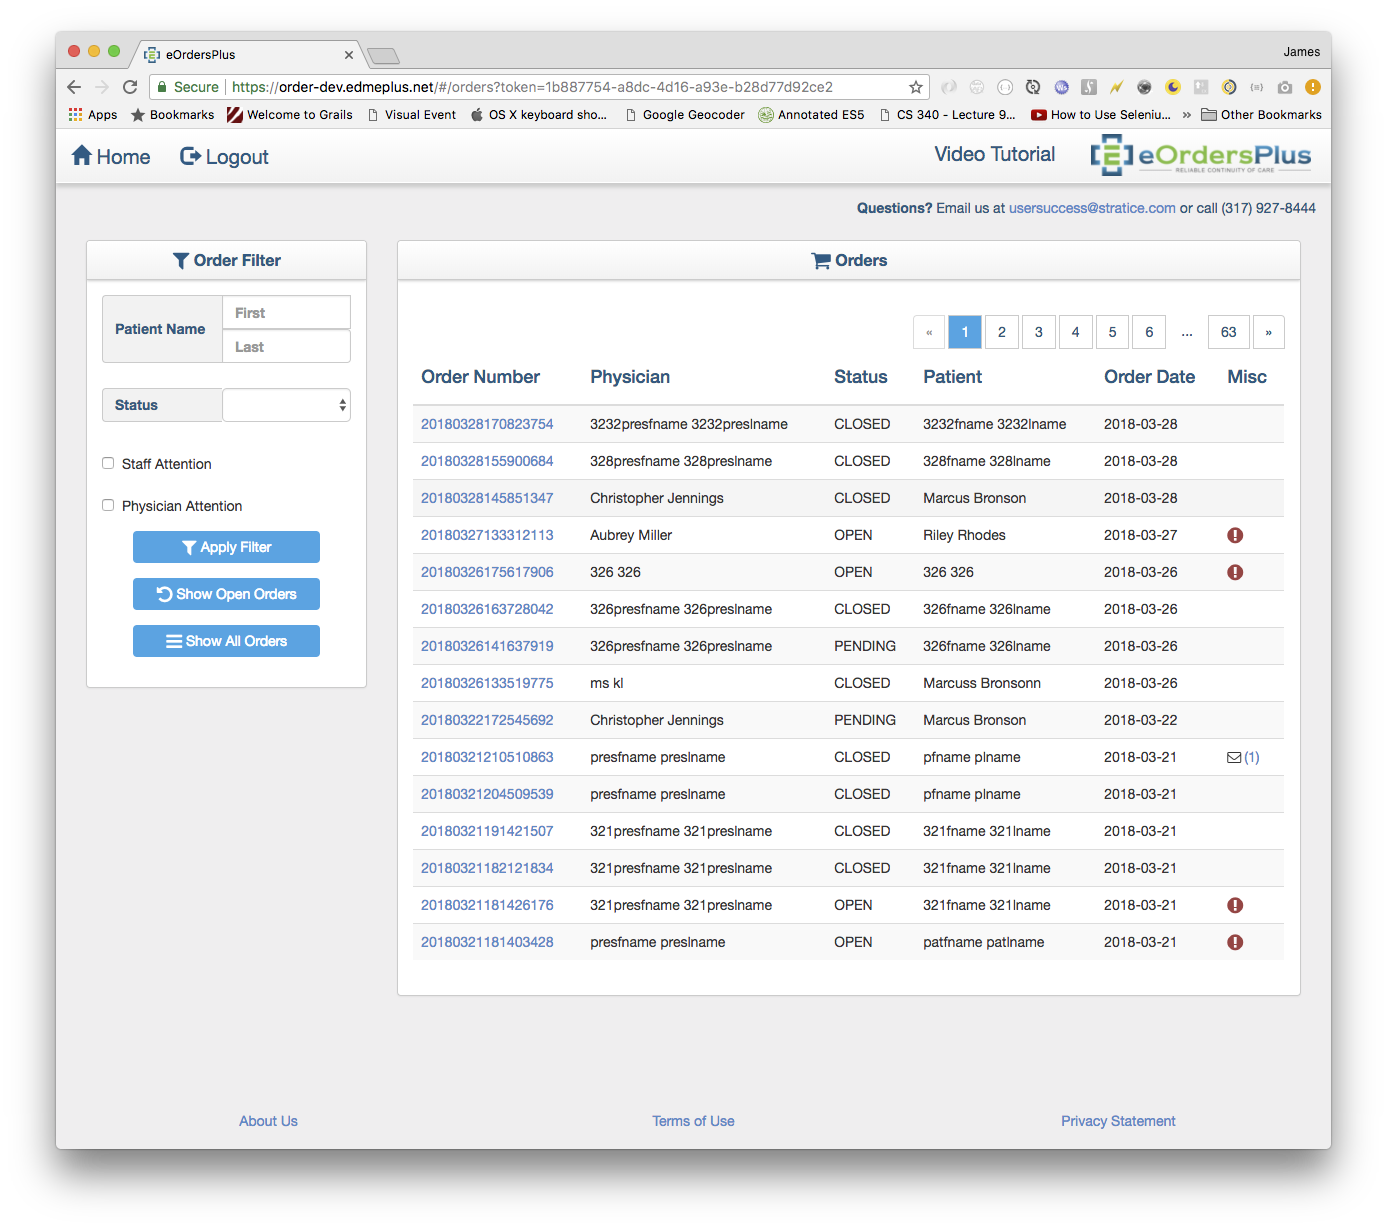 eOrdersPlus
James
Secure https://order-dev.edmeplus.net/#/orders?token=1b887754-a8dc-4d16-a93e-b28d77d92ce2
Apps Bookmarks Welcome to Grails Visual Event OS X keyboard sho... Google Geocoder Annotated ES5 CS 340 - Lecture 9... How to Use Seleniu... » Other Bookmarks
Home Logout Video Tutorial eOrdersPlus
RELIABLE CONTINUITY OF CARE
Questions? Email us at usersuccess@stratice.com or call (317) 927-8444
Order Filter
Patient Name
First
Last
Status
Staff Attention
Physician Attention
Apply Filter
Show Open Orders
Show All Orders
Orders
« 1 2 3 4 5 6 ... 63 »
Order Number Physician Status Patient Order Date Misc
20180328170823754 3232presfname 3232preslname CLOSED 3232fname 3232lname 2018-03-28
20180328155900684 328presfname 328preslname CLOSED 328fname 328lname 2018-03-28
20180328145851347 Christopher Jennings CLOSED Marcus Bronson 2018-03-28
20180327133312113 Aubrey Miller OPEN Riley Rhodes 2018-03-27
20180326175617906 326 326 OPEN 326 326 2018-03-26
20180326163728042 326presfname 326preslname CLOSED 326fname 326lname 2018-03-26
20180326141637919 326presfname 326preslname PENDING 326fname 326lname 2018-03-26
20180326133519775 ms kl CLOSED Marcuss Bronsonn 2018-03-26
20180322172545692 Christopher Jennings PENDING Marcus Bronson 2018-03-22
20180321210510863 presfname preslname CLOSED pfname plname 2018-03-21 (1)
20180321204509539 presfname preslname CLOSED pfname plname 2018-03-21
20180321191421507 321presfname 321preslname CLOSED 321fname 321lname 2018-03-21
20180321182121834 321presfname 321preslname CLOSED 321fname 321lname 2018-03-21
20180321181426176 321presfname 321preslname OPEN 321fname 321lname 2018-03-21
20180321181403428 presfname preslname OPEN patfname patlname 2018-03-21
About Us Terms of Use Privacy Statement